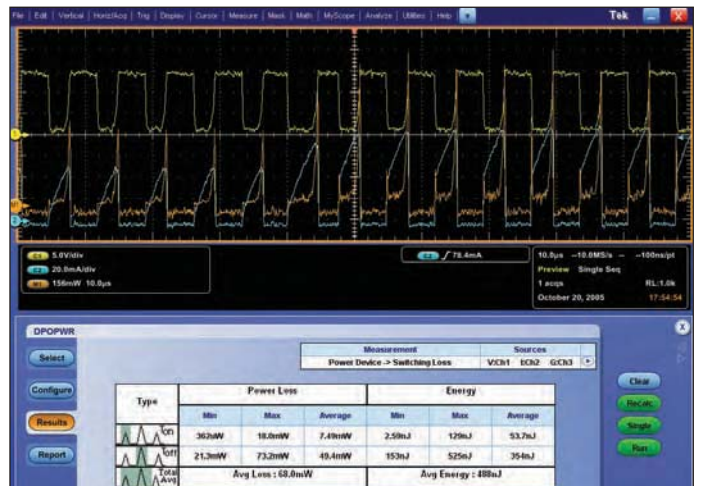 File | Edit | Vertical | Horiz/Acq | Trig | Display | Cursor | Measure | Mask | Math | MyScope | Analyze | Utilities | Help
Tek
C1 5.0V/div
C2 20.0mA/div
M1 156mW 10.0µs
C2 78.4mA
10.0µs 10.0MS/s 100ns/pt
Preview Single Seq
1 acqs RL:1.0k
October 20, 2005 17:54:54
DPOPWR
Select
Configure
Results
Report
Measurement Sources
Power Device -> Switching Loss V:Ch1 I:Ch2 G:Ch3
Clear
Recalc
Single
Run
Type Power Loss Energy
Min Max Average Min Max Average
Ton 18.0mW 7.49mW 2.59nJ 129nJ 53.7nJ
Toff 21.3mW 73.2mW 49.4mW 153nJ 525nJ 354nJ
Total Avg Avg Loss : 68.0mW Avg Energy : 488nJ